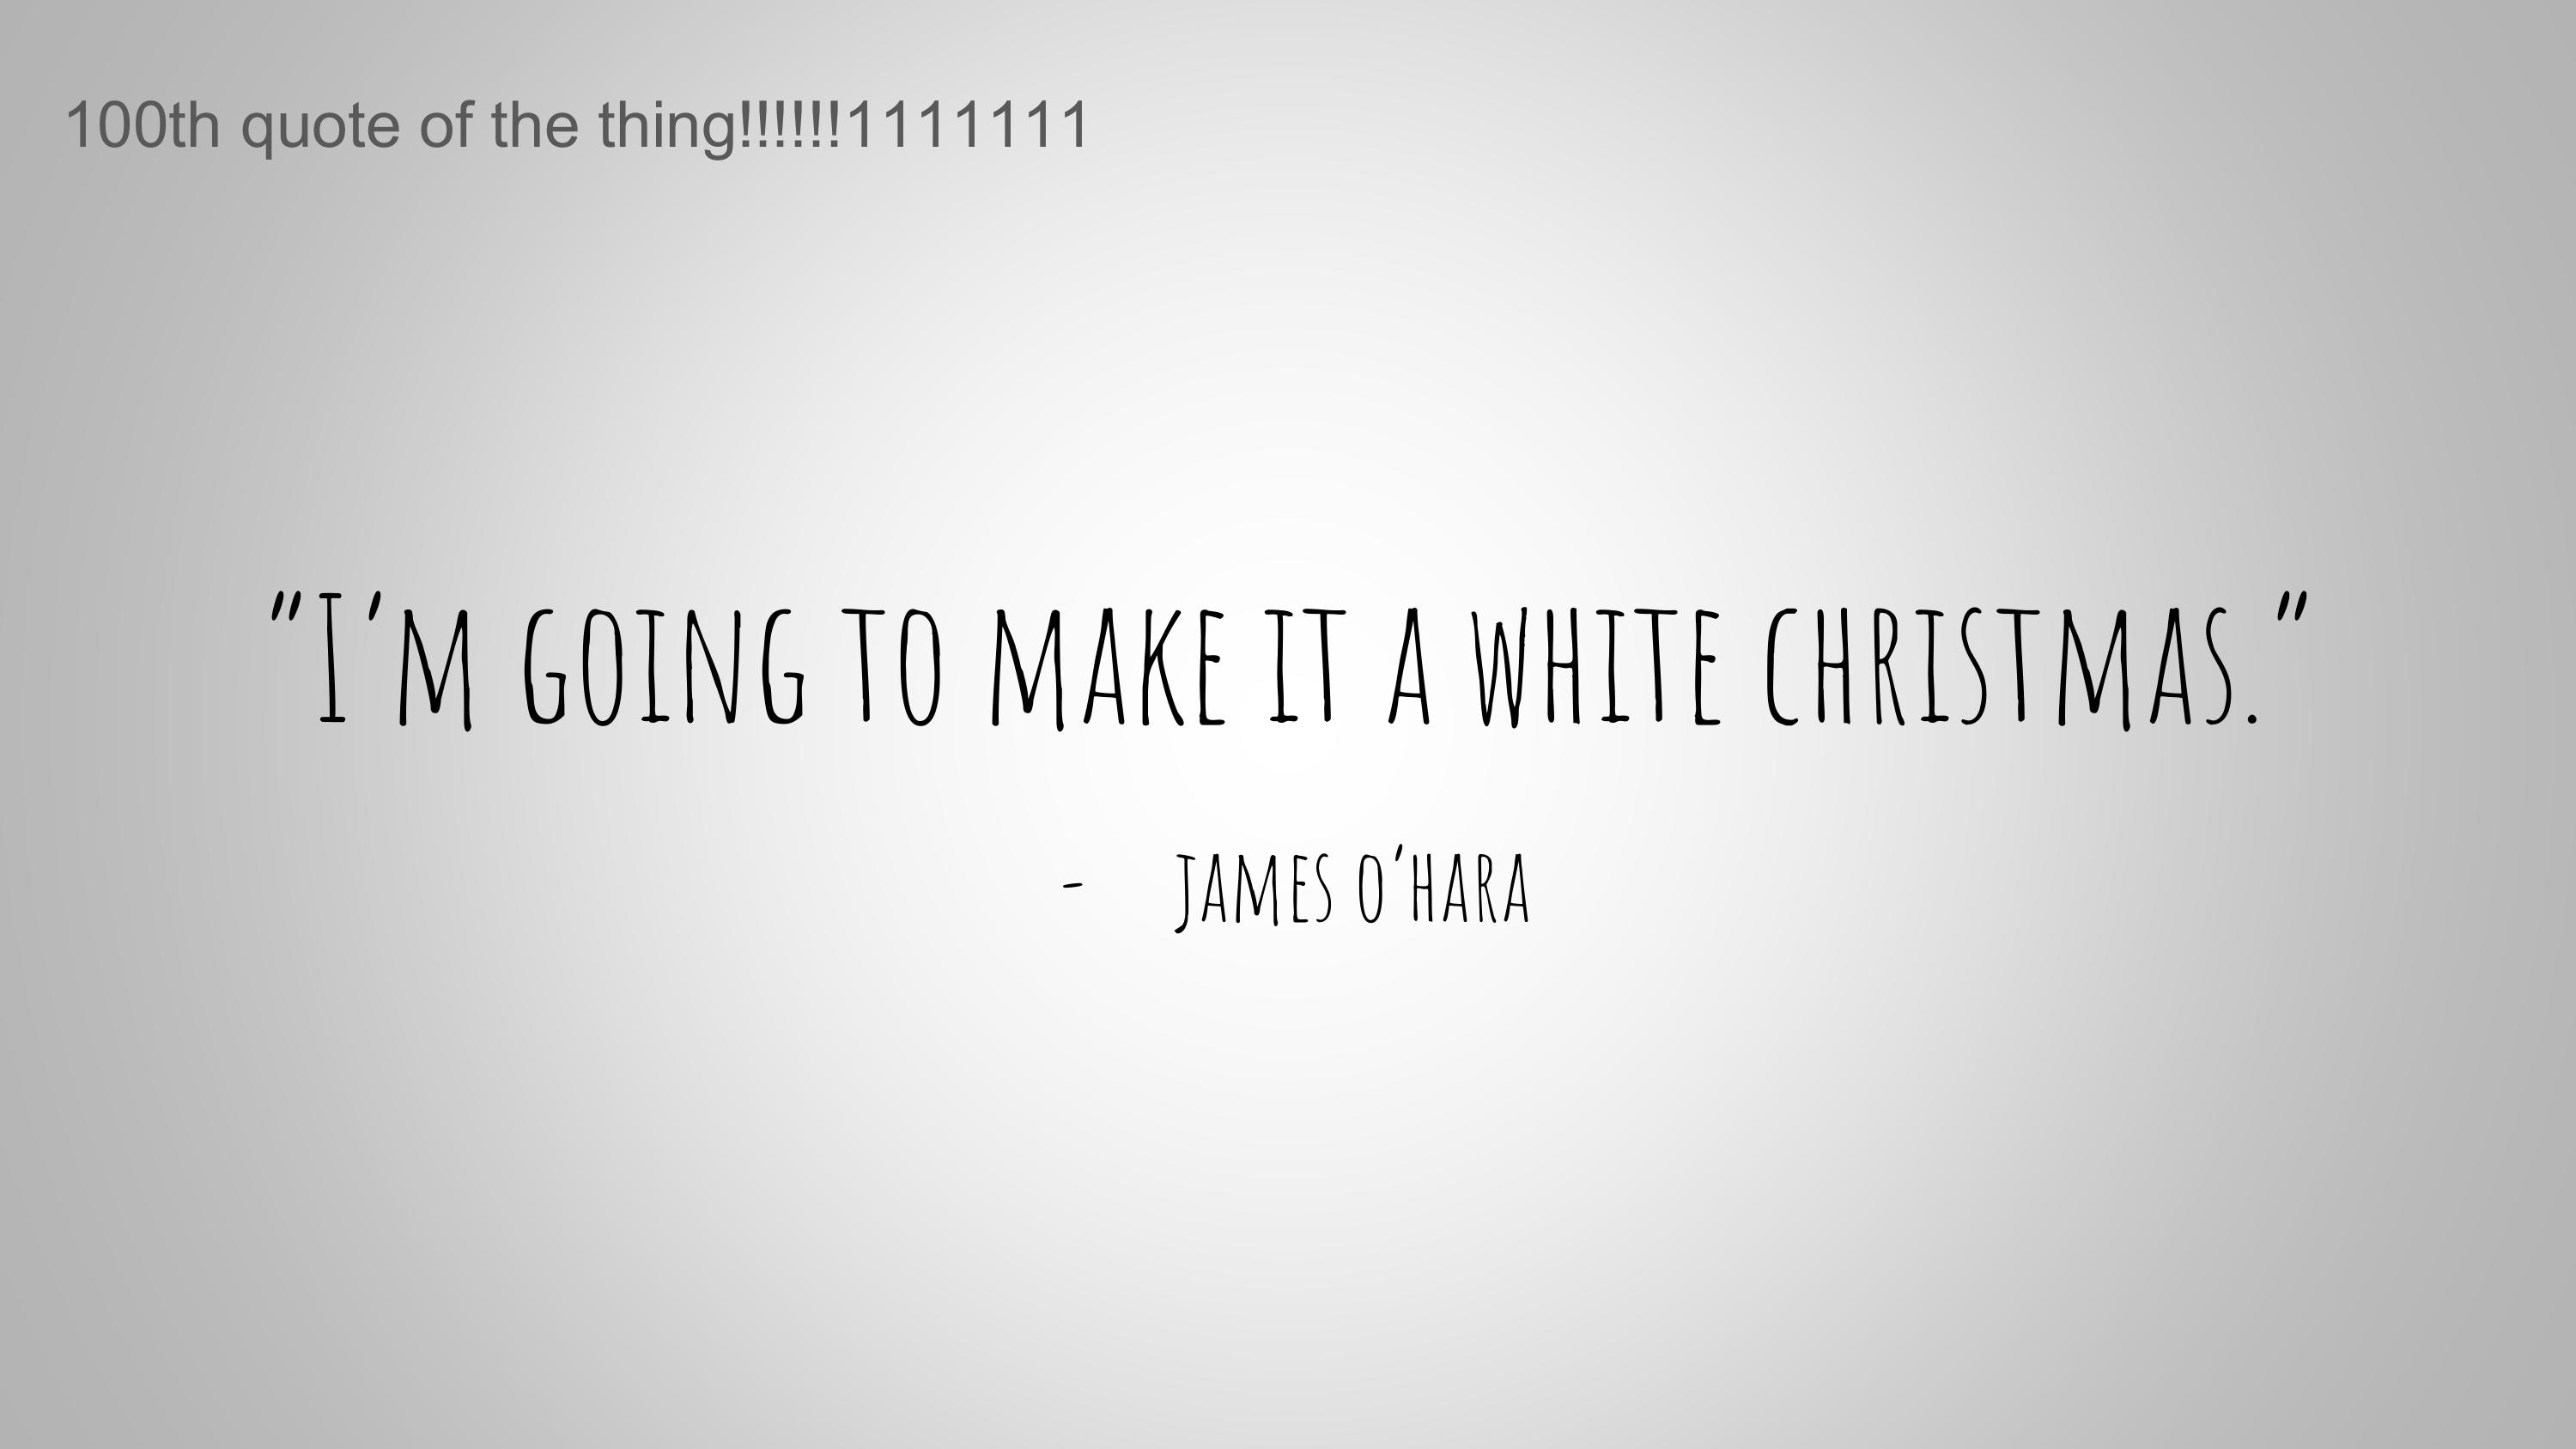 100th quote of the thing!!!!!!1111111
“I’m going to make it a white christmas.”
- James O’Hara